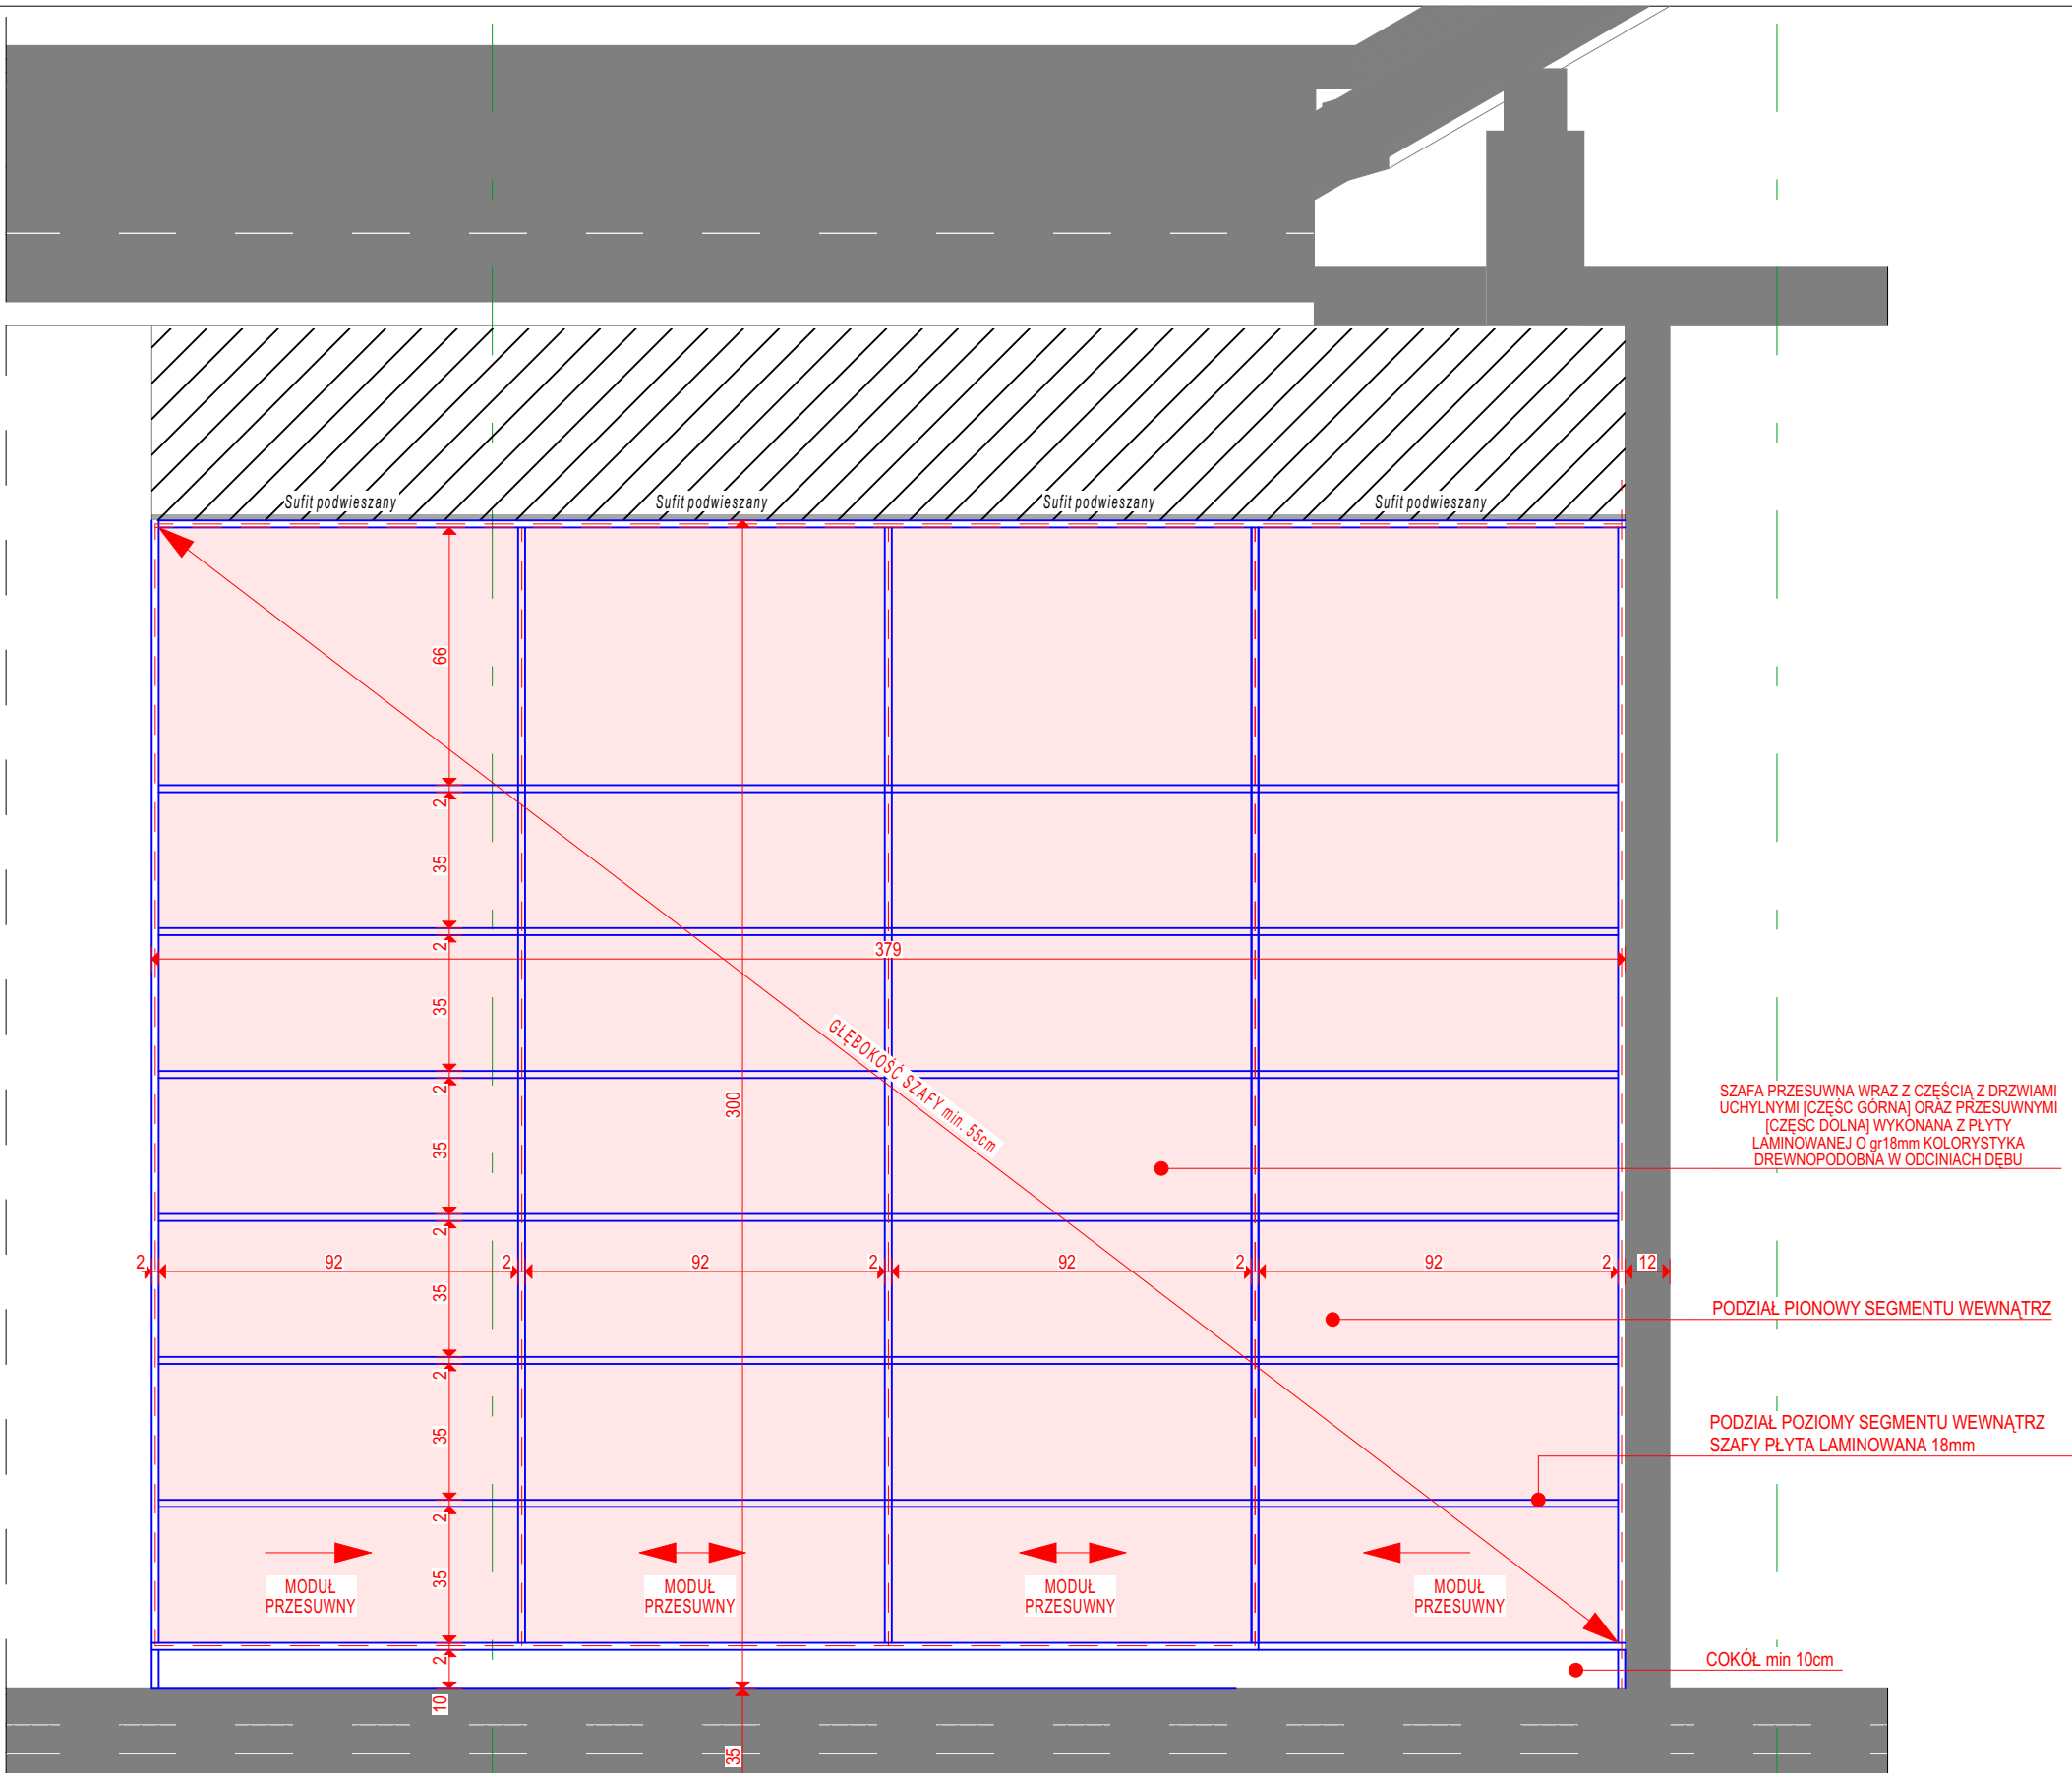 Sufit podwieszany
Sufit podwieszany
Sufit podwieszany
Sufit podwieszany
66
2
35
2
379
35
GŁĘBOKOŚĆ SZAFY min. 55cm
2
300
35
SZAFA PRZESUWNA WRAZ Z CZĘŚCIĄ Z DRZWIAMI
UCHYLNYMI [CZĘŚC GÓRNA] ORAZ PRZESUWNYMI
[CZĘSC DOLNA] WYKONANA Z PŁYTY
LAMINOWANEJ O gr18mm KOLORYSTYKA
DREWNOPODOBNA W ODCINIACH DĘBU
2
2
92
2
92
2
92
2
92
2
12
35
PODZIAŁ PIONOWY SEGMENTU WEWNĄTRZ
2
35
PODZIAŁ POZIOMY SEGMENTU WEWNĄTRZ
SZAFY PŁYTA LAMINOWANA 18mm
2
35
MODUŁ
PRZESUWNY
MODUŁ
PRZESUWNY
MODUŁ
PRZESUWNY
MODUŁ
PRZESUWNY
2
COKÓŁ min 10cm
10
35